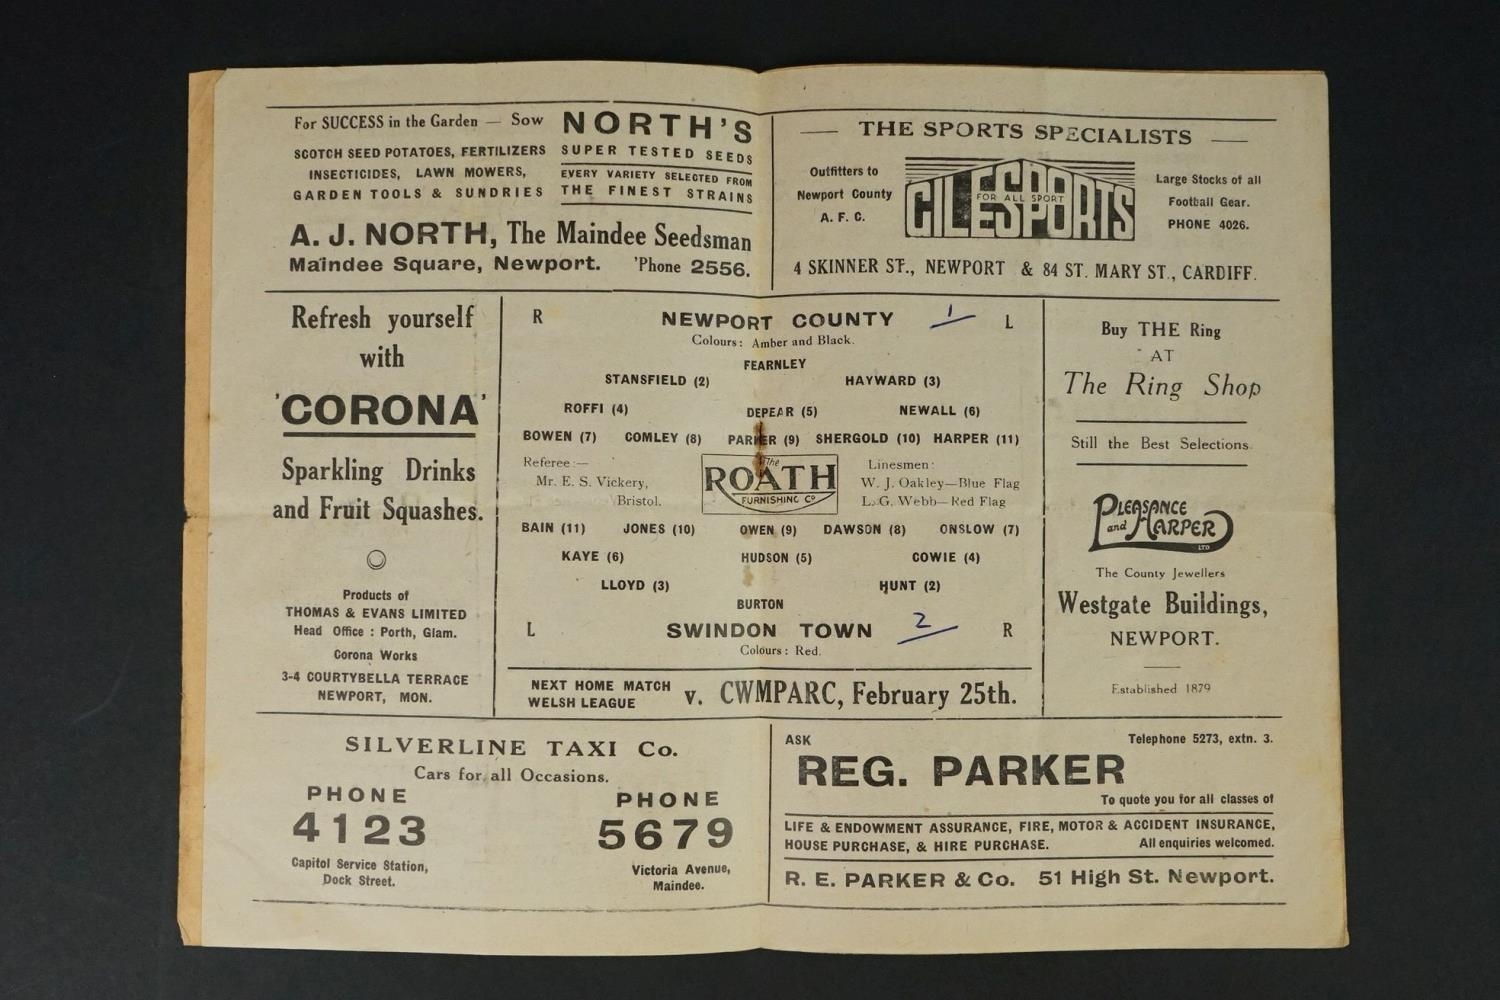 For SUCCESS in the Garden — Sow NORTH'S
SCOTCH SEED POTATOES, FERTILIZERS
INSECTICIDES, LAWN MOWERS,
GARDEN TOOLS & SUNDRIES
SUPER TESTED SEEDS
EVERY VARIETY SELECTED FROM
THE FINEST STRAINS
A. J. NORTH, The Maindee Seedsman
Maindee Square, Newport. 'Phone 2556.
— THE SPORTS SPECIALISTS —
Outfitters to
Newport County
A. F. C.
GILESPORTS
FOR ALL SPORT
Large Stocks of all
Football Gear.
PHONE 4026.
4 SKINNER ST., NEWPORT & 84 ST. MARY ST., CARDIFF.
Refresh yourself
with
'CORONA'
Sparkling Drinks
and Fruit Squashes.
Products of
THOMAS & EVANS LIMITED
Head Office : Porth, Glam.
Corona Works
3-4 COURTYBELLA TERRACE
NEWPORT, MON.
R NEWPORT COUNTY 1 L
Colours: Amber and Black.
FEARNLEY
STANSFIELD (2) HAYWARD (3)
ROFFI (4) DEPEAR (5) NEWALL (6)
BOWEN (7) COMLEY (8) PARKER (9) SHERGOLD (10) HARPER (11)
Referee :—
Mr. E. S. Vickery,
Bristol.
The
ROATH
FURNISHING Co
Linesmen:
W. J. Oakley—Blue Flag
L. G. Webb—Red Flag
BAIN (11) JONES (10) OWEN (9) DAWSON (8) ONSLOW (7)
KAYE (6) HUDSON (5) COWIE (4)
LLOYD (3) HUNT (2)
BURTON
L SWINDON TOWN 2 R
Colours: Red.
NEXT HOME MATCH
WELSH LEAGUE
v. CWMPARC, February 25th.
Buy THE Ring
AT
The Ring Shop
Still the Best Selections
PLEASANCE
and HARPER
LTD
The County Jewellers
Westgate Buildings,
NEWPORT.
Established 1879
SILVERLINE TAXI Co.
Cars for all Occasions.
PHONE
4123
Capitol Service Station,
Dock Street.
PHONE
5679
Victoria Avenue,
Maindee.
ASK Telephone 5273, extn. 3.
REG. PARKER
To quote you for all classes of
LIFE & ENDOWMENT ASSURANCE, FIRE, MOTOR & ACCIDENT INSURANCE,
HOUSE PURCHASE, & HIRE PURCHASE. All enquiries welcomed.
R. E. PARKER & Co. 51 High St. Newport.